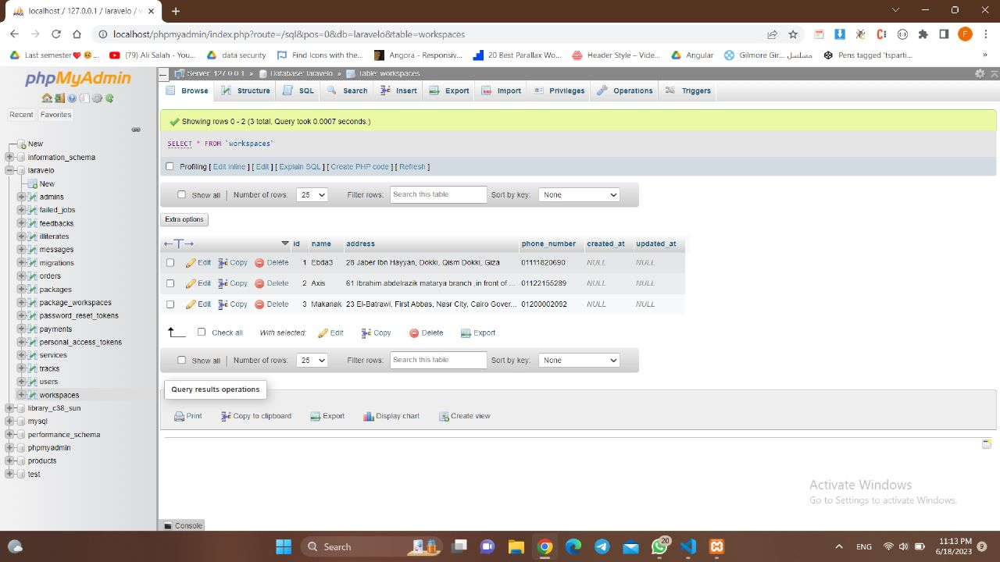 localhost / 127.0.0.1 / laravelo / v
localhost/phpmyadmin/index.php?route=/sql&pos=0&db=laravelo&table=workspaces
F
Last semester❤️😣...
(79) Ali Salah - You...
data security
Find Icons with the...
Angora - Responsiv...
20 Best Parallax Wo...
Header Style – Vide...
Angular
Gilmore Gir.... مسلسل
Pens tagged 'tsparti...
phpMyAdmin
Recent
Favorites
New
information_schema
laravelo
New
admins
failed_jobs
feedbacks
illiterates
messages
migrations
orders
packages
package_workspaces
password_reset_tokens
payments
personal_access_tokens
services
tracks
users
workspaces
library_c38_sun
mysql
performance_schema
phpmyadmin
products
test
Server: 127.0.0.1 » Database: laravelo » Table: workspaces
Browse Structure SQL Search Insert Export Import Privileges Operations Triggers
Showing rows 0 - 2 (3 total, Query took 0.0007 seconds.)
SELECT * FROM `workspaces`
Profiling [ Edit inline ] [ Edit ] [ Explain SQL ] [ Create PHP code ] [ Refresh ]
Show all Number of rows: 25 Filter rows: Search this table Sort by key: None
Extra options
id name address phone_number created_at updated_at
Edit Copy Delete 1 Ebda3 28 Jaber Ibn Hayyan, Dokki, Qism Dokki, Giza 01111820690 NULL NULL
Edit Copy Delete 2 Axis 61 Ibrahim abdelrazik matarya branch ,in front of ... 01122155289 NULL NULL
Edit Copy Delete 3 Makanak 23 El-Batrawi, First Abbas, Nasr City, Cairo Gover... 01200002092 NULL NULL
Check all With selected: Edit Copy Delete Export
Show all Number of rows: 25 Filter rows: Search this table Sort by key: None
Query results operations
Print Copy to clipboard Export Display chart Create view
Activate Windows
Go to Settings to activate Windows.
Console
Search
20
ENG
11:13 PM
6/18/2023
9